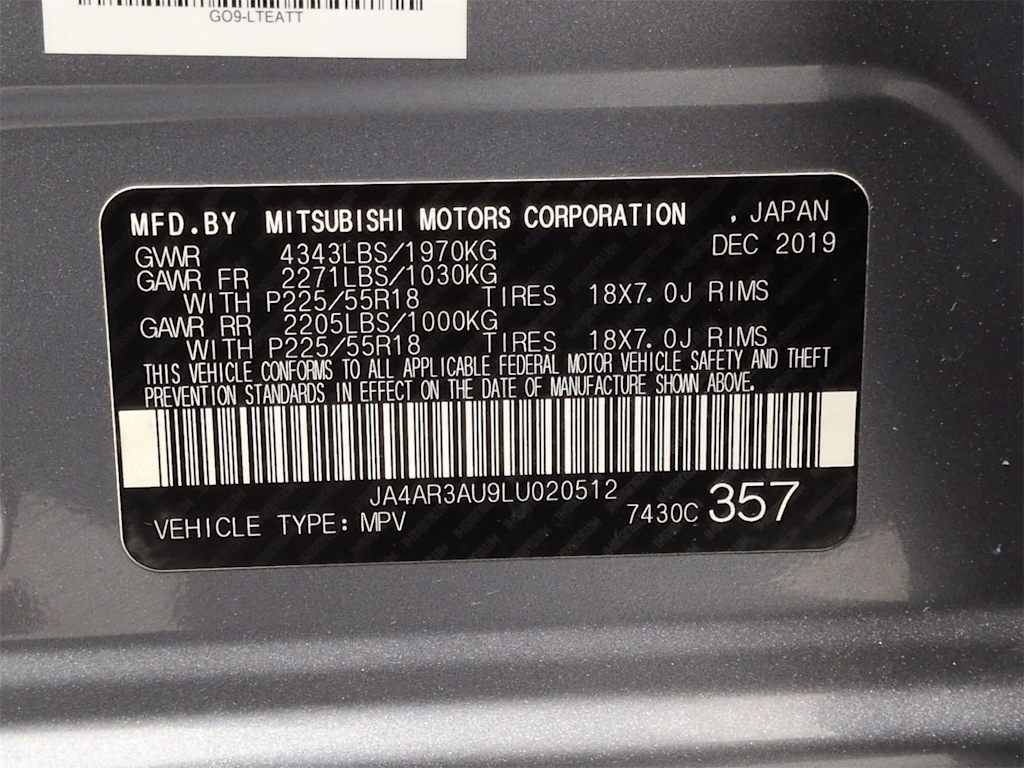 GO9-LTEATT
MFD.BY MITSUBISHI MOTORS CORPORATION . JAPAN
GVWR 4343LBS/1970KG DEC 2019
GAWR FR 2271LBS/1030KG
WITH P225/55R18 TIRES 18X7.0J RIMS
GAWR RR 2205LBS/1000KG
WITH P225/55R18 TIRES 18X7.0J RIMS
THIS VEHICLE CONFORMS TO ALL APPLICABLE FEDERAL MOTOR VEHICLE SAFETY AND THEFT
PREVENTION STANDARDS IN EFFECT ON THE DATE OF MANUFACTURE SHOWN ABOVE.
JA4AR3AU9LU020512
VEHICLE TYPE: MPV 7430C 357